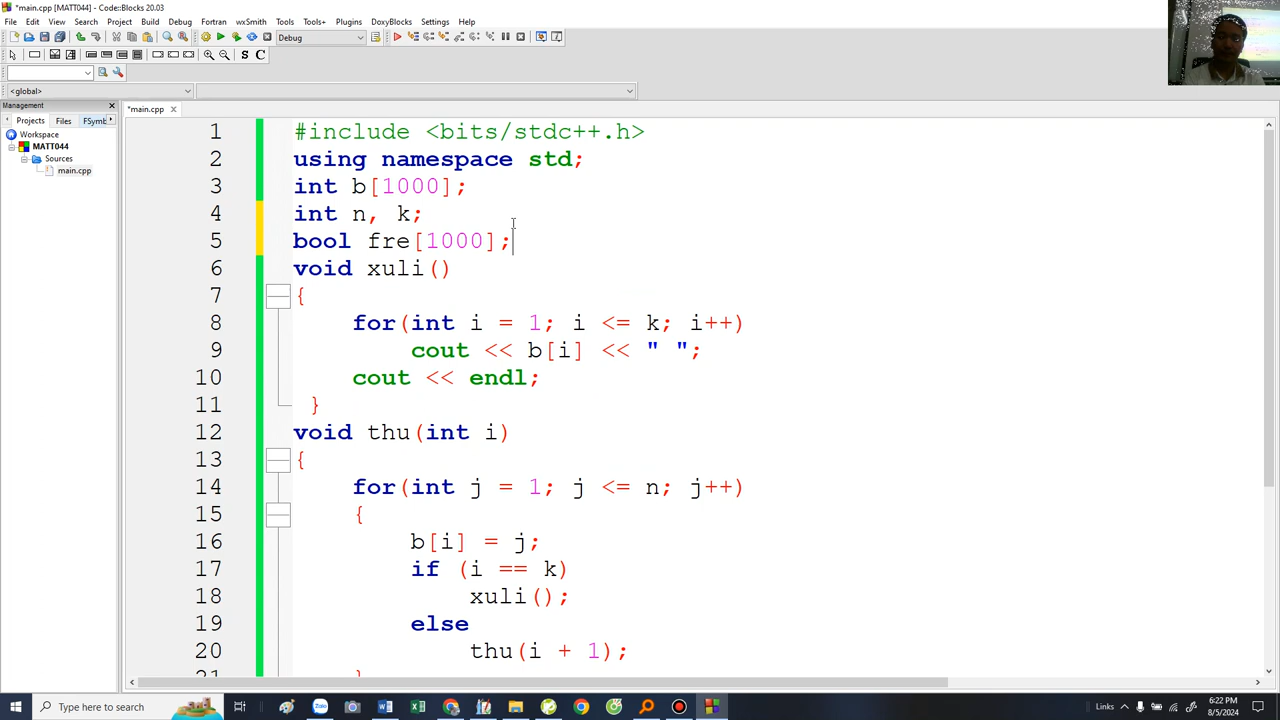 *main.cpp [MATT044] - Code::Blocks 20.03
File Edit View Search Project Build Debug Fortran wxSmith Tools Tools+ Plugins DoxyBlocks Settings Help
Debug
S C
<global>
Management
*main.cpp
Projects Files FSymb
Workspace
MATT044
Sources
main.cpp
1 #include <bits/stdc++.h>
2 using namespace std;
3 int b[1000];
4 int n, k;
5 bool fre[1000];
6 void xuli()
7 {
8 for(int i = 1; i <= k; i++)
9 cout << b[i] << " ";
10 cout << endl;
11 }
12 void thu(int i)
13 {
14 for(int j = 1; j <= n; j++)
15 {
16 b[i] = j;
17 if (i == k)
18 xuli();
19 else
20 thu(i + 1);
21 }
Type here to search
Links
6:22 PM
8/5/2024